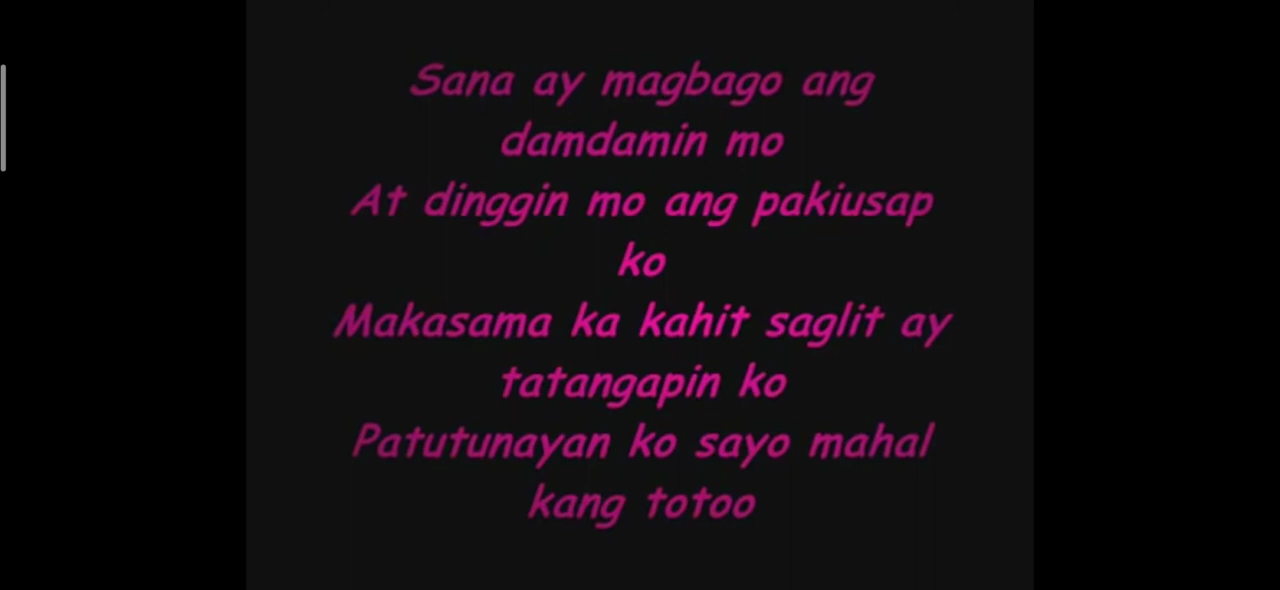 Sana ay magbago ang
damdamin mo
At dinggin mo ang pakiusap
ko
Makasama ka kahit saglit ay
tatangapin ko
Patutunayan ko sayo mahal
kang totoo